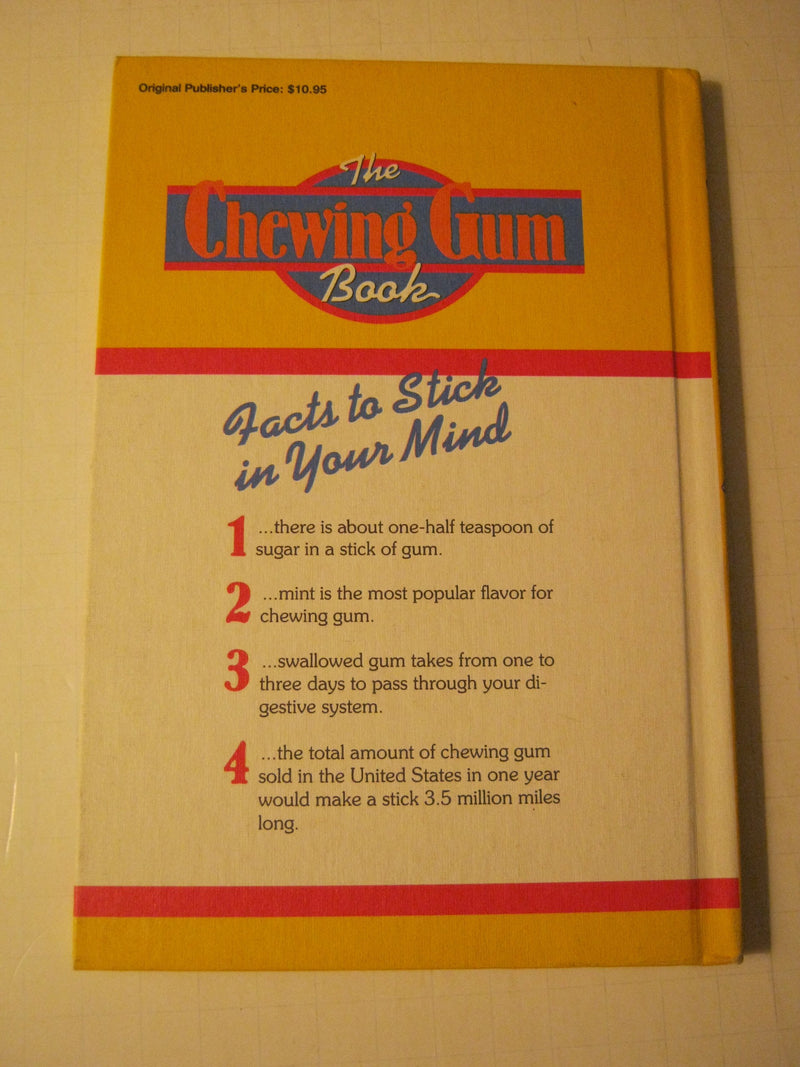 Original Publisher's Price: $10.95
The
Chewing Gum
Book
Facts to Stick
in Your Mind
1 ...there is about one-half teaspoon of
sugar in a stick of gum.
2 ...mint is the most popular flavor for
chewing gum.
3 ...swallowed gum takes from one to
three days to pass through your di-
gestive system.
4 ...the total amount of chewing gum
sold in the United States in one year
would make a stick 3.5 million miles
long.